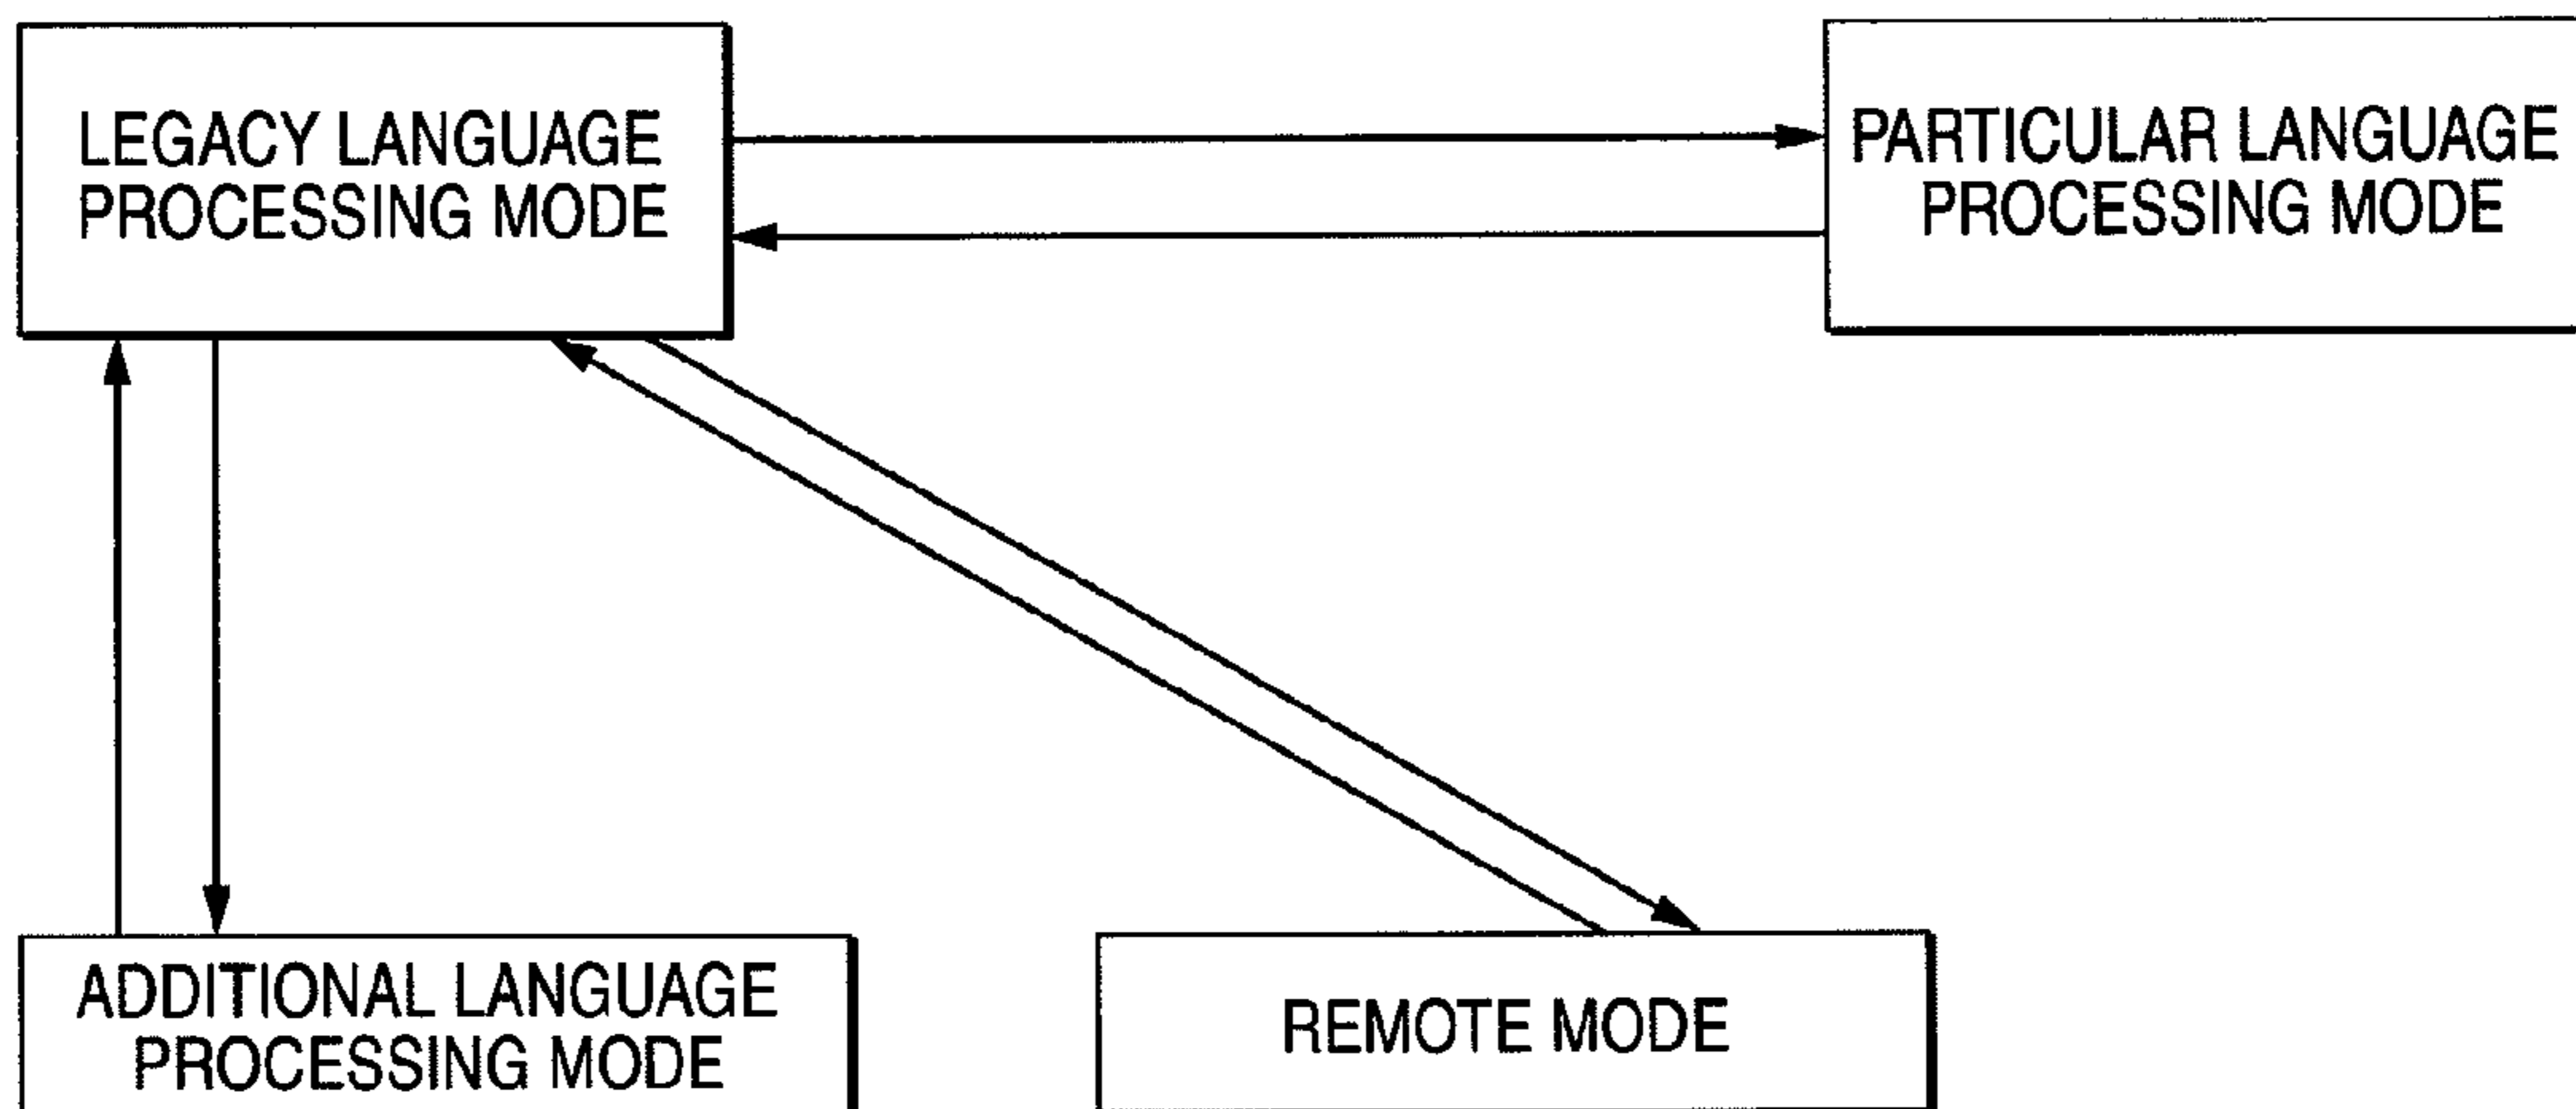 LEGACY LANGUAGE
PROCESSING MODE
PARTICULAR LANGUAGE
PROCESSING MODE
ADDITIONAL LANGUAGE
PROCESSING MODE
REMOTE MODE